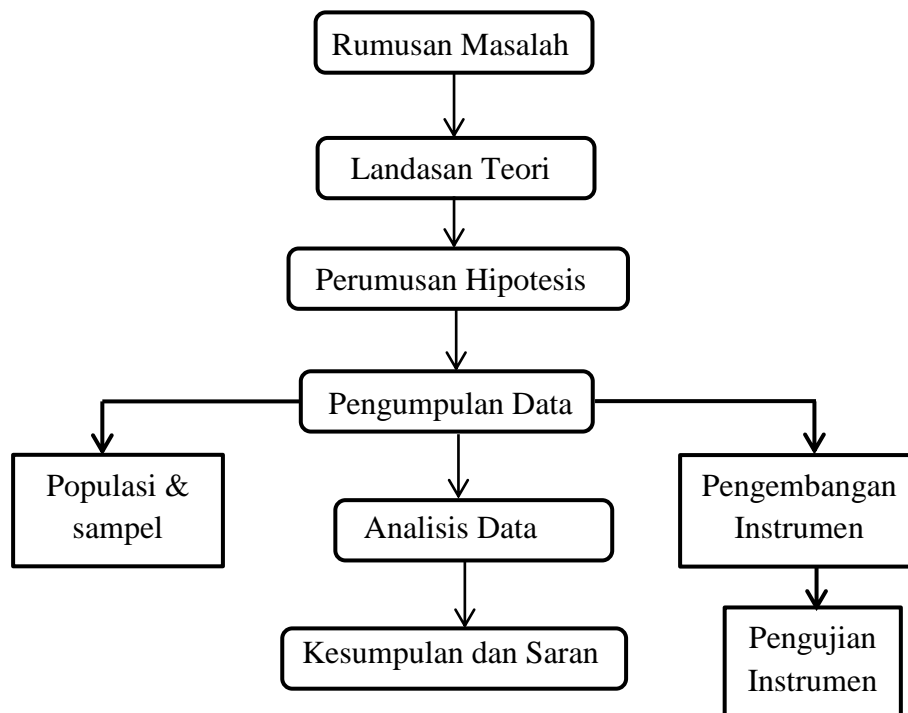 Rumusan Masalah
Landasan Teori
Perumusan Hipotesis
Pengumpulan Data
Populasi &
sampel
Analisis Data
Kesumpulan dan Saran
Pengembangan
Instrumen
Pengujian
Instrumen